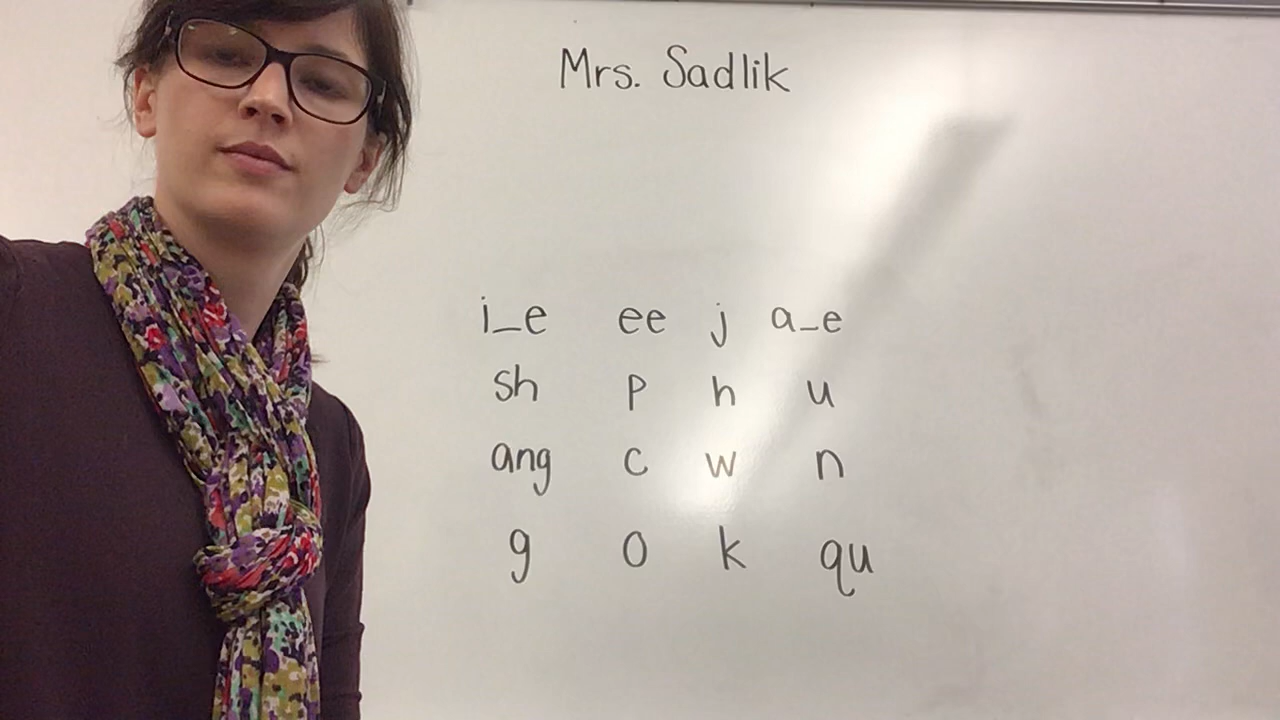 Mrs. Sadlik
i_e ee j a_e
sh p h u
ang c w n
g o k qu